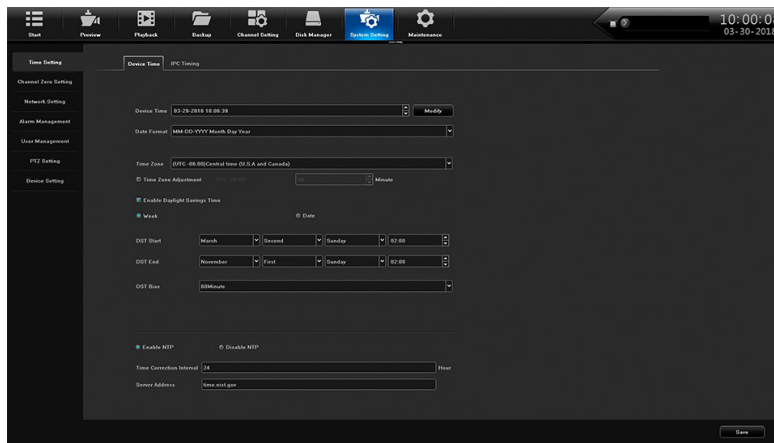 Start Preview Playback Backup Channel Setting Disk Manager System Setting Maintenance
10:00:0
03-30-2018
Time Setting
Channel Zero Setting
Network Setting
Alarm Management
User Management
PTZ Setting
Device Setting
Device Time IPC Timing
Device Time 03-20-2018 10:06:39 Modify
Date Format MM-DD-YYYY Month Day Year
Time Zone (UTC -06:00)Central time (U.S.A and Canada)
Time Zone Adjustment Minute
Enable Daylight Savings Time
Week Date
DST Start March Second Sunday 02:00
DST End November First Sunday 02:00
DST Bias 60Minute
Enable NTP Disable NTP
Time Correction Interval 24 Hour
Server Address time.nist.gov
Save